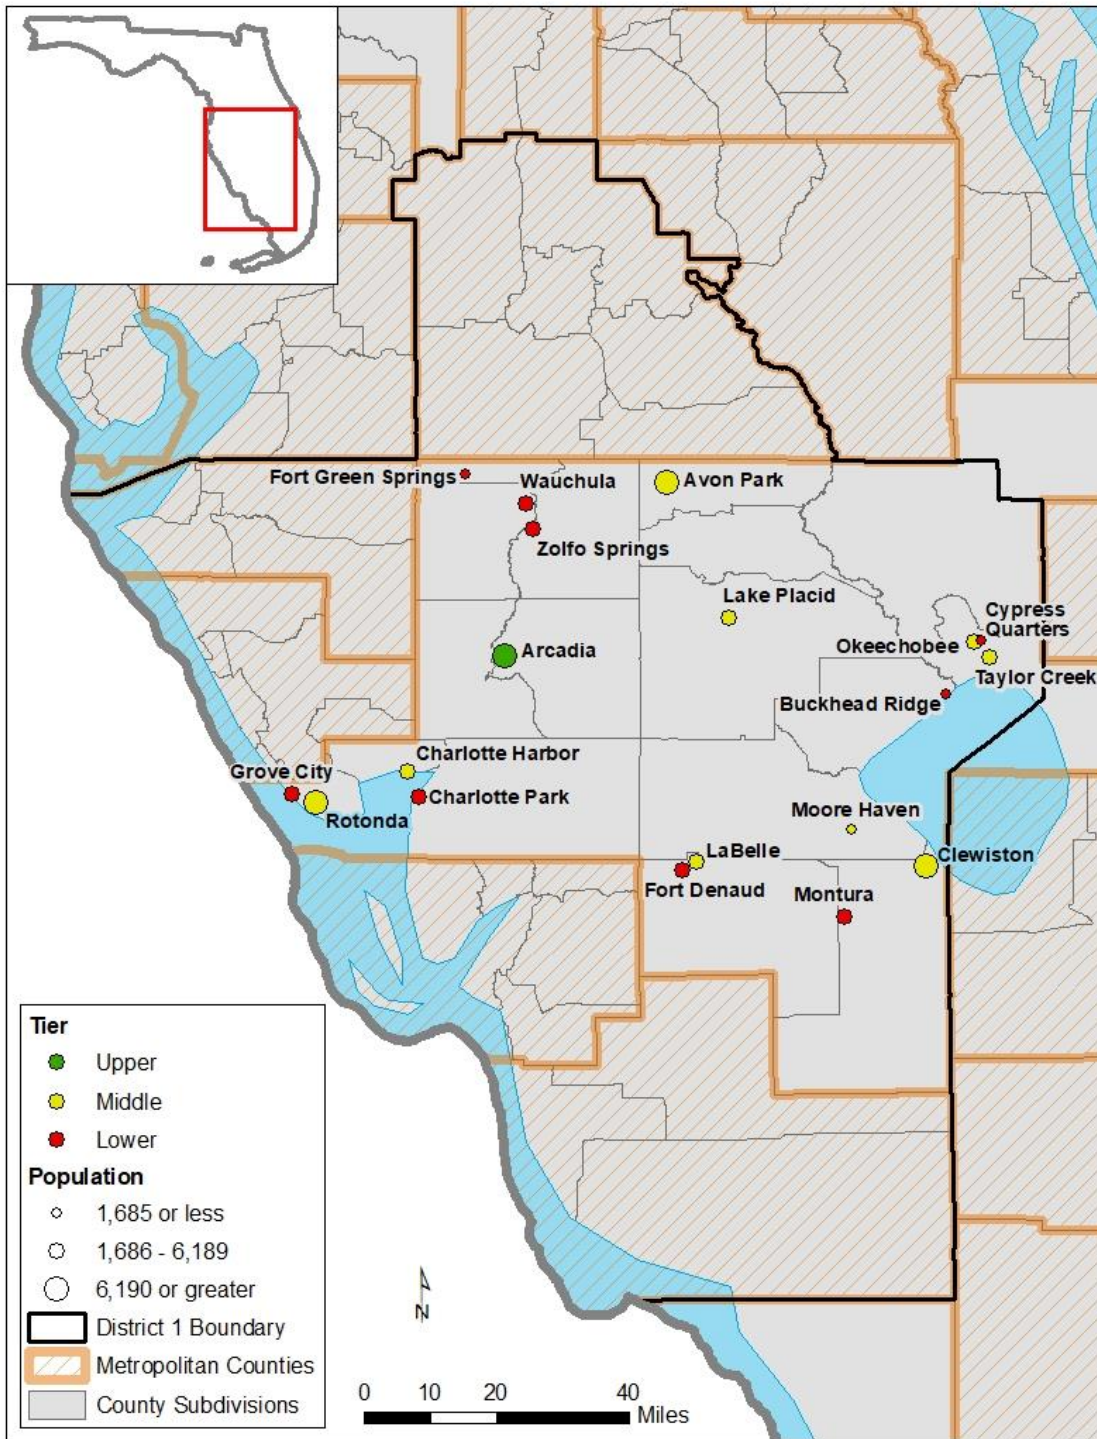 Fort Green Springs
Wauchula
Avon Park
Zolfo Springs
Lake Placid
Cypress
Quarters
Okeechobee
Arcadia
Taylor Creek
Buckhead Ridge
Charlotte Harbor
Grove City
Charlotte Park
Rotonda
Moore Haven
LaBelle
Clewiston
Fort Denaud
Montura
Tier
Upper
Middle
Lower
Population
1,685 or less
1,686 - 6,189
6,190 or greater
District 1 Boundary
Metropolitan Counties
County Subdivisions
N
0 10 20 40
Miles